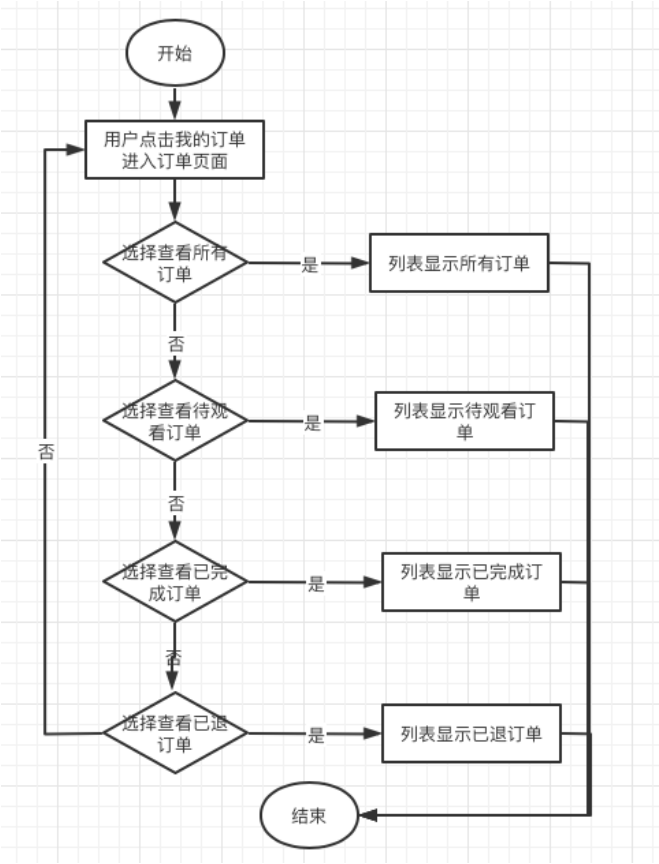 开始
用户点击我的订单
进入订单页面
选择查看所有
订单
是
列表显示所有订单
否
选择查看待观
看订单
是
列表显示待观看订
单
否
否
选择查看已完
成订单
是
列表显示已完成订
单
否
选择查看已退
订单
是
列表显示已退订单
结束